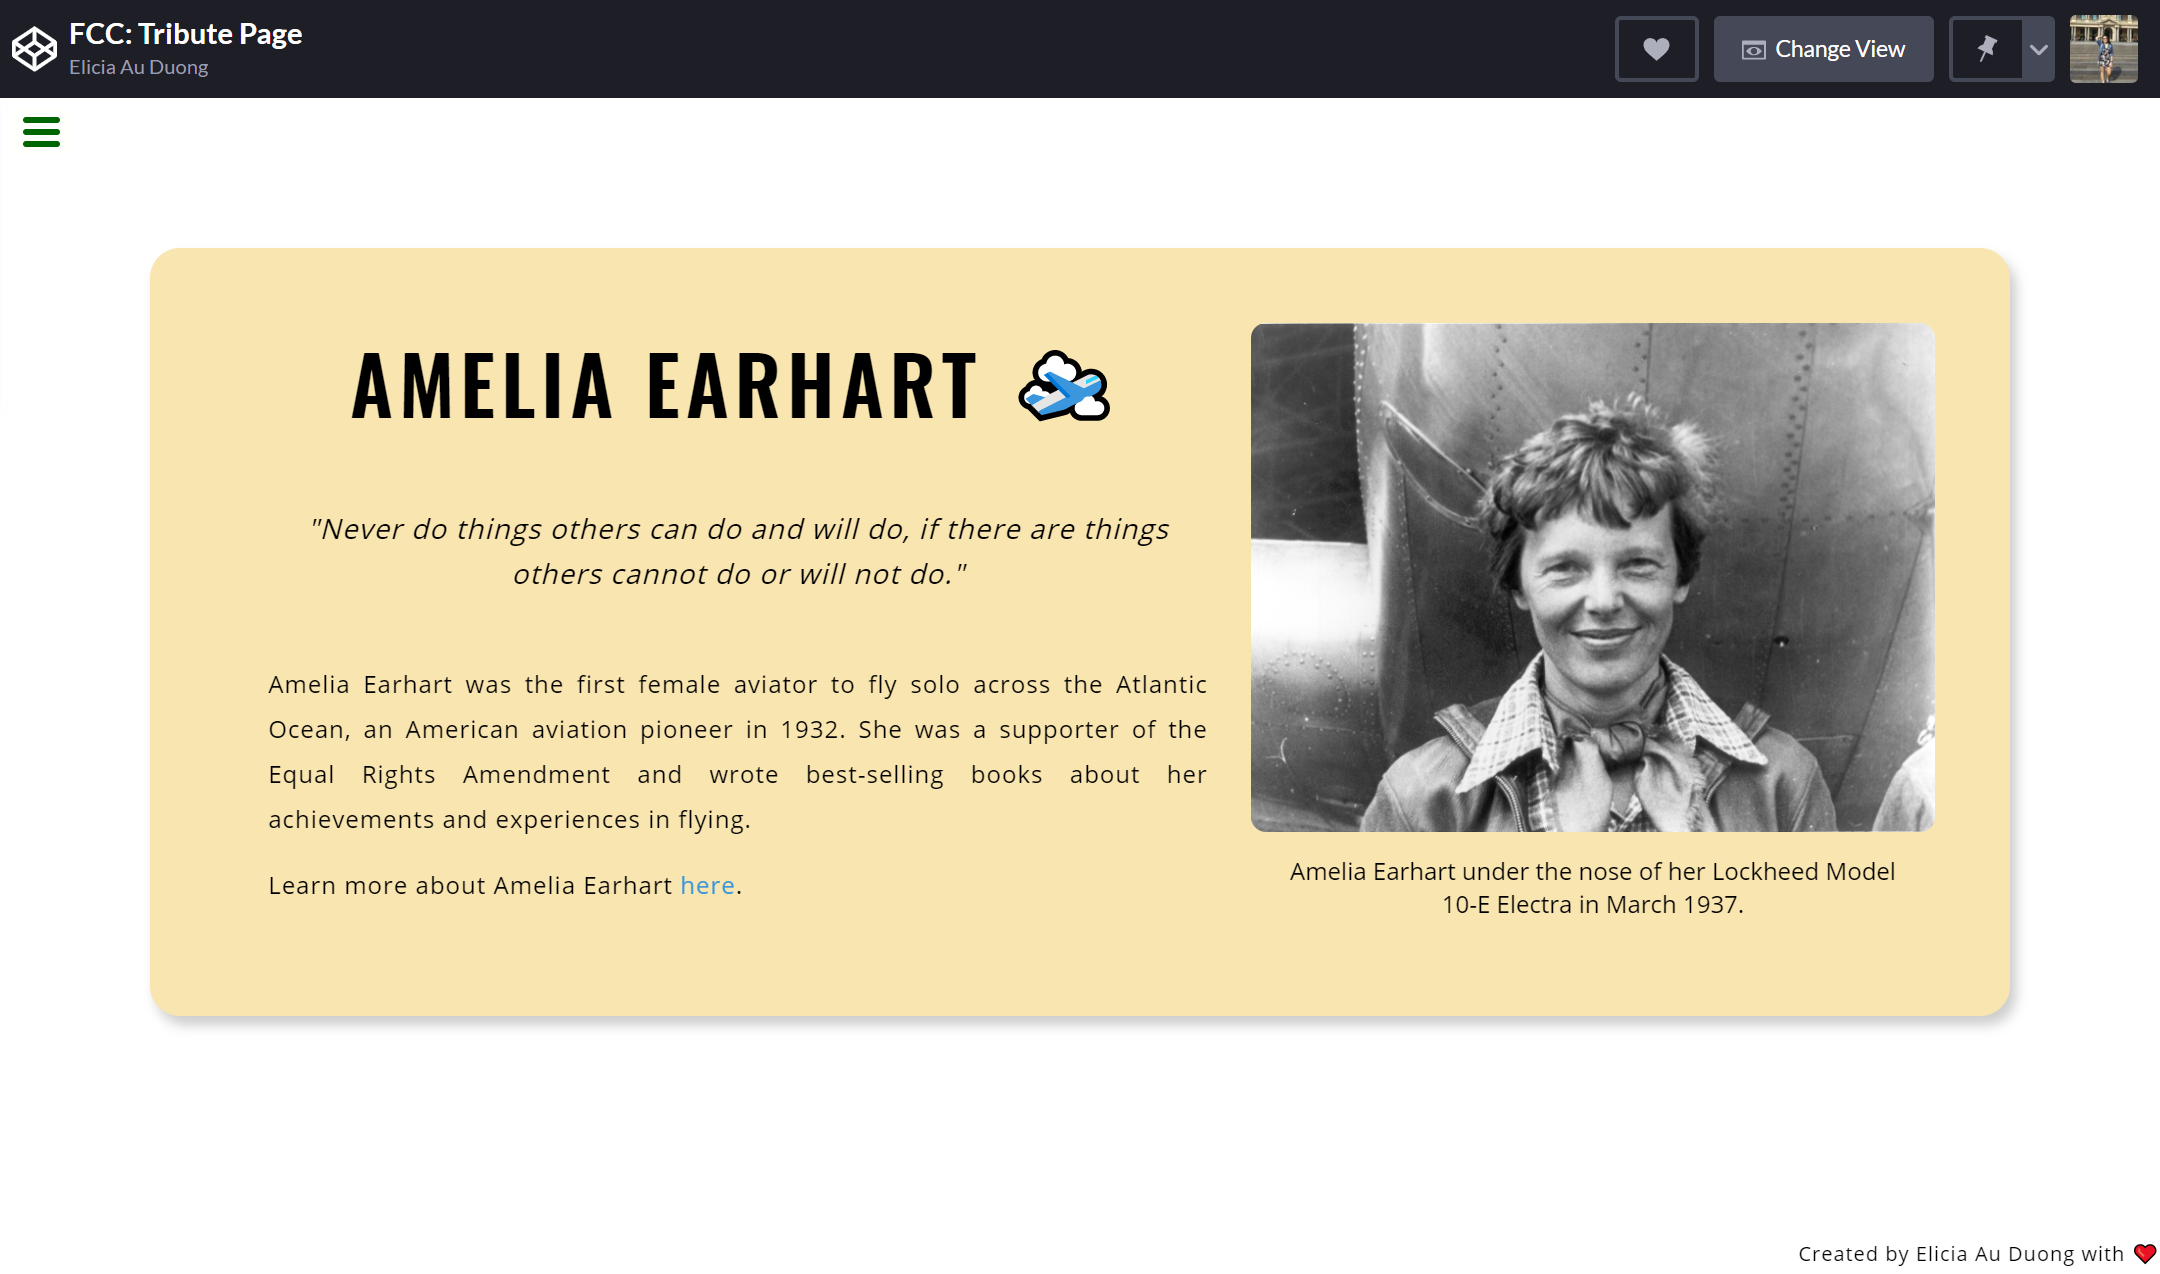 FCC: Tribute Page
Elicia Au Duong
Change View
AMELIA EARHART
"Never do things others can do and will do, if there are things
others cannot do or will not do."
Amelia Earhart was the first female aviator to fly solo across the Atlantic
Ocean, an American aviation pioneer in 1932. She was a supporter of the
Equal Rights Amendment and wrote best-selling books about her
achievements and experiences in flying.
Learn more about Amelia Earhart here.
Amelia Earhart under the nose of her Lockheed Model
10-E Electra in March 1937.
Created by Elicia Au Duong with